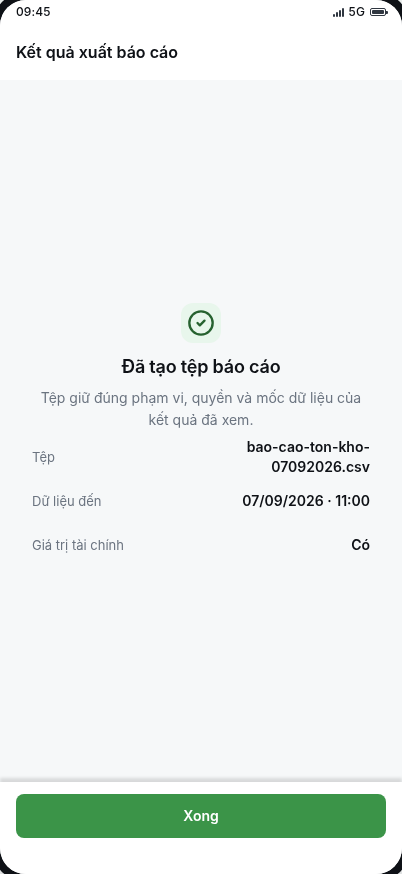 09:45
5G
Kết quả xuất báo cáo
Đã tạo tệp báo cáo
Tệp giữ đúng phạm vi, quyền và mốc dữ liệu của
kết quả đã xem.
Tệp
bao-cao-ton-kho-
07092026.csv
Dữ liệu đến
07/09/2026 · 11:00
Giá trị tài chính
Có
Xong